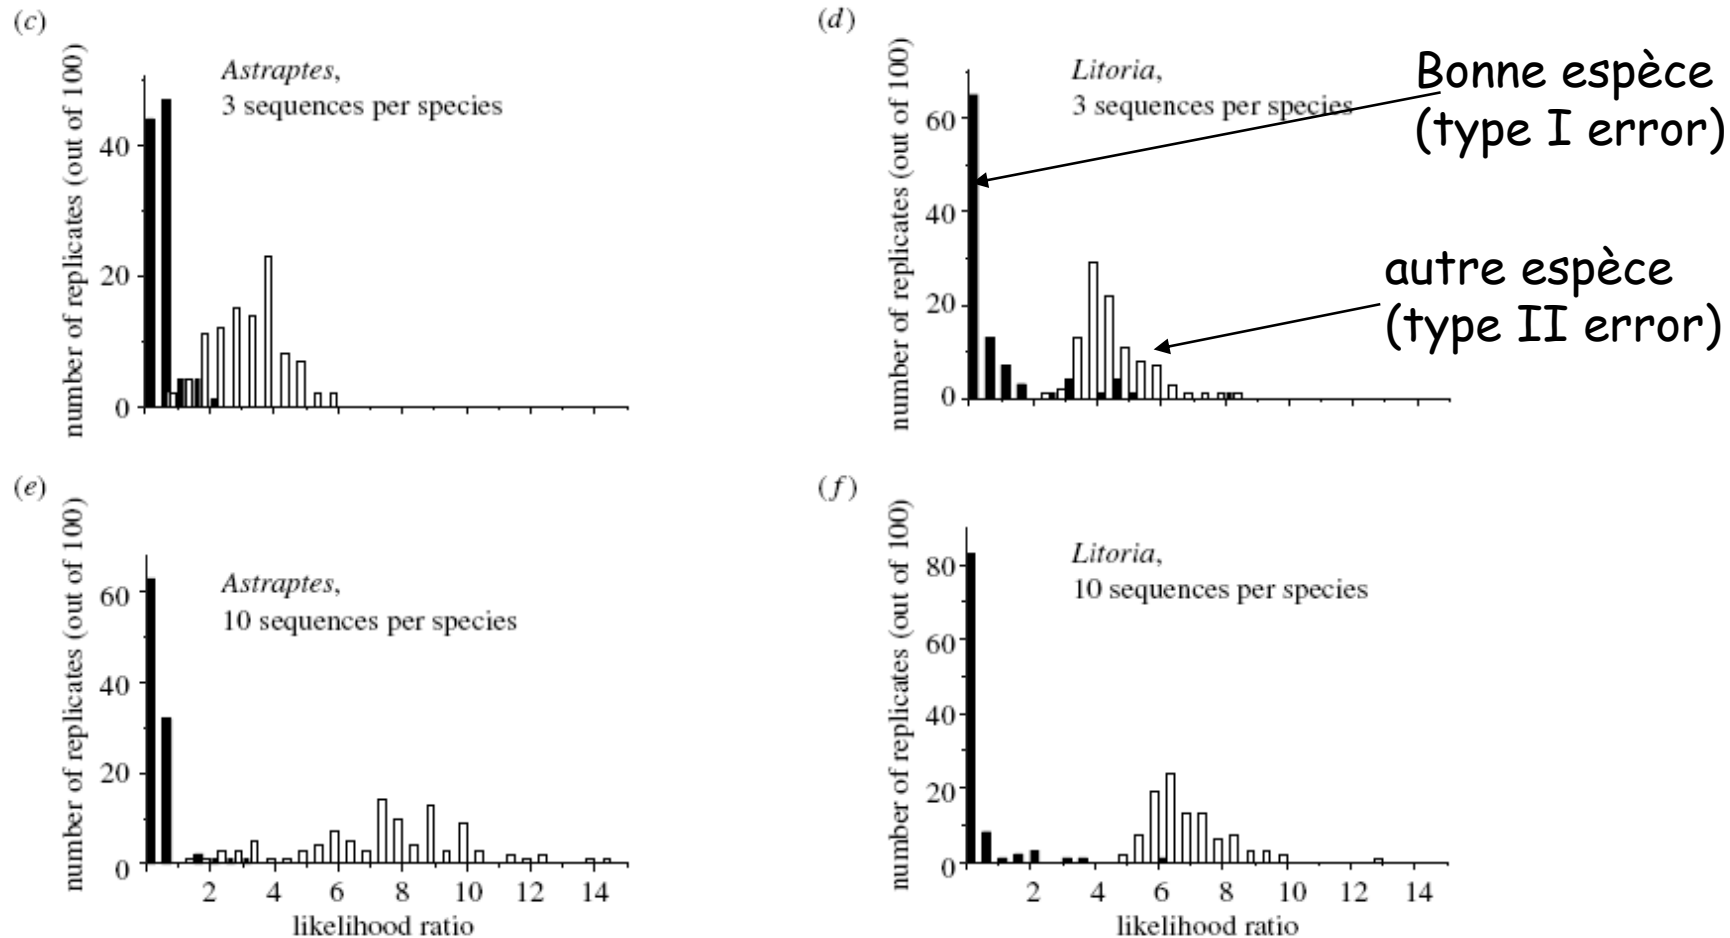 (c)
number of replicates (out of 100)
40
20
0
Astraptes,
3 sequences per species
(d)
number of replicates (out of 100)
60
40
20
0
Litoria,
3 sequences per species
Bonne espèce
(type I error)
autre espèce
(type II error)
(e)
number of replicates (out of 100)
60
40
20
0
Astraptes,
10 sequences per species
2 4 6 8 10 12 14
likelihood ratio
(f)
number of replicates (out of 100)
80
60
40
20
0
Litoria,
10 sequences per species
2 4 6 8 10 12 14
likelihood ratio